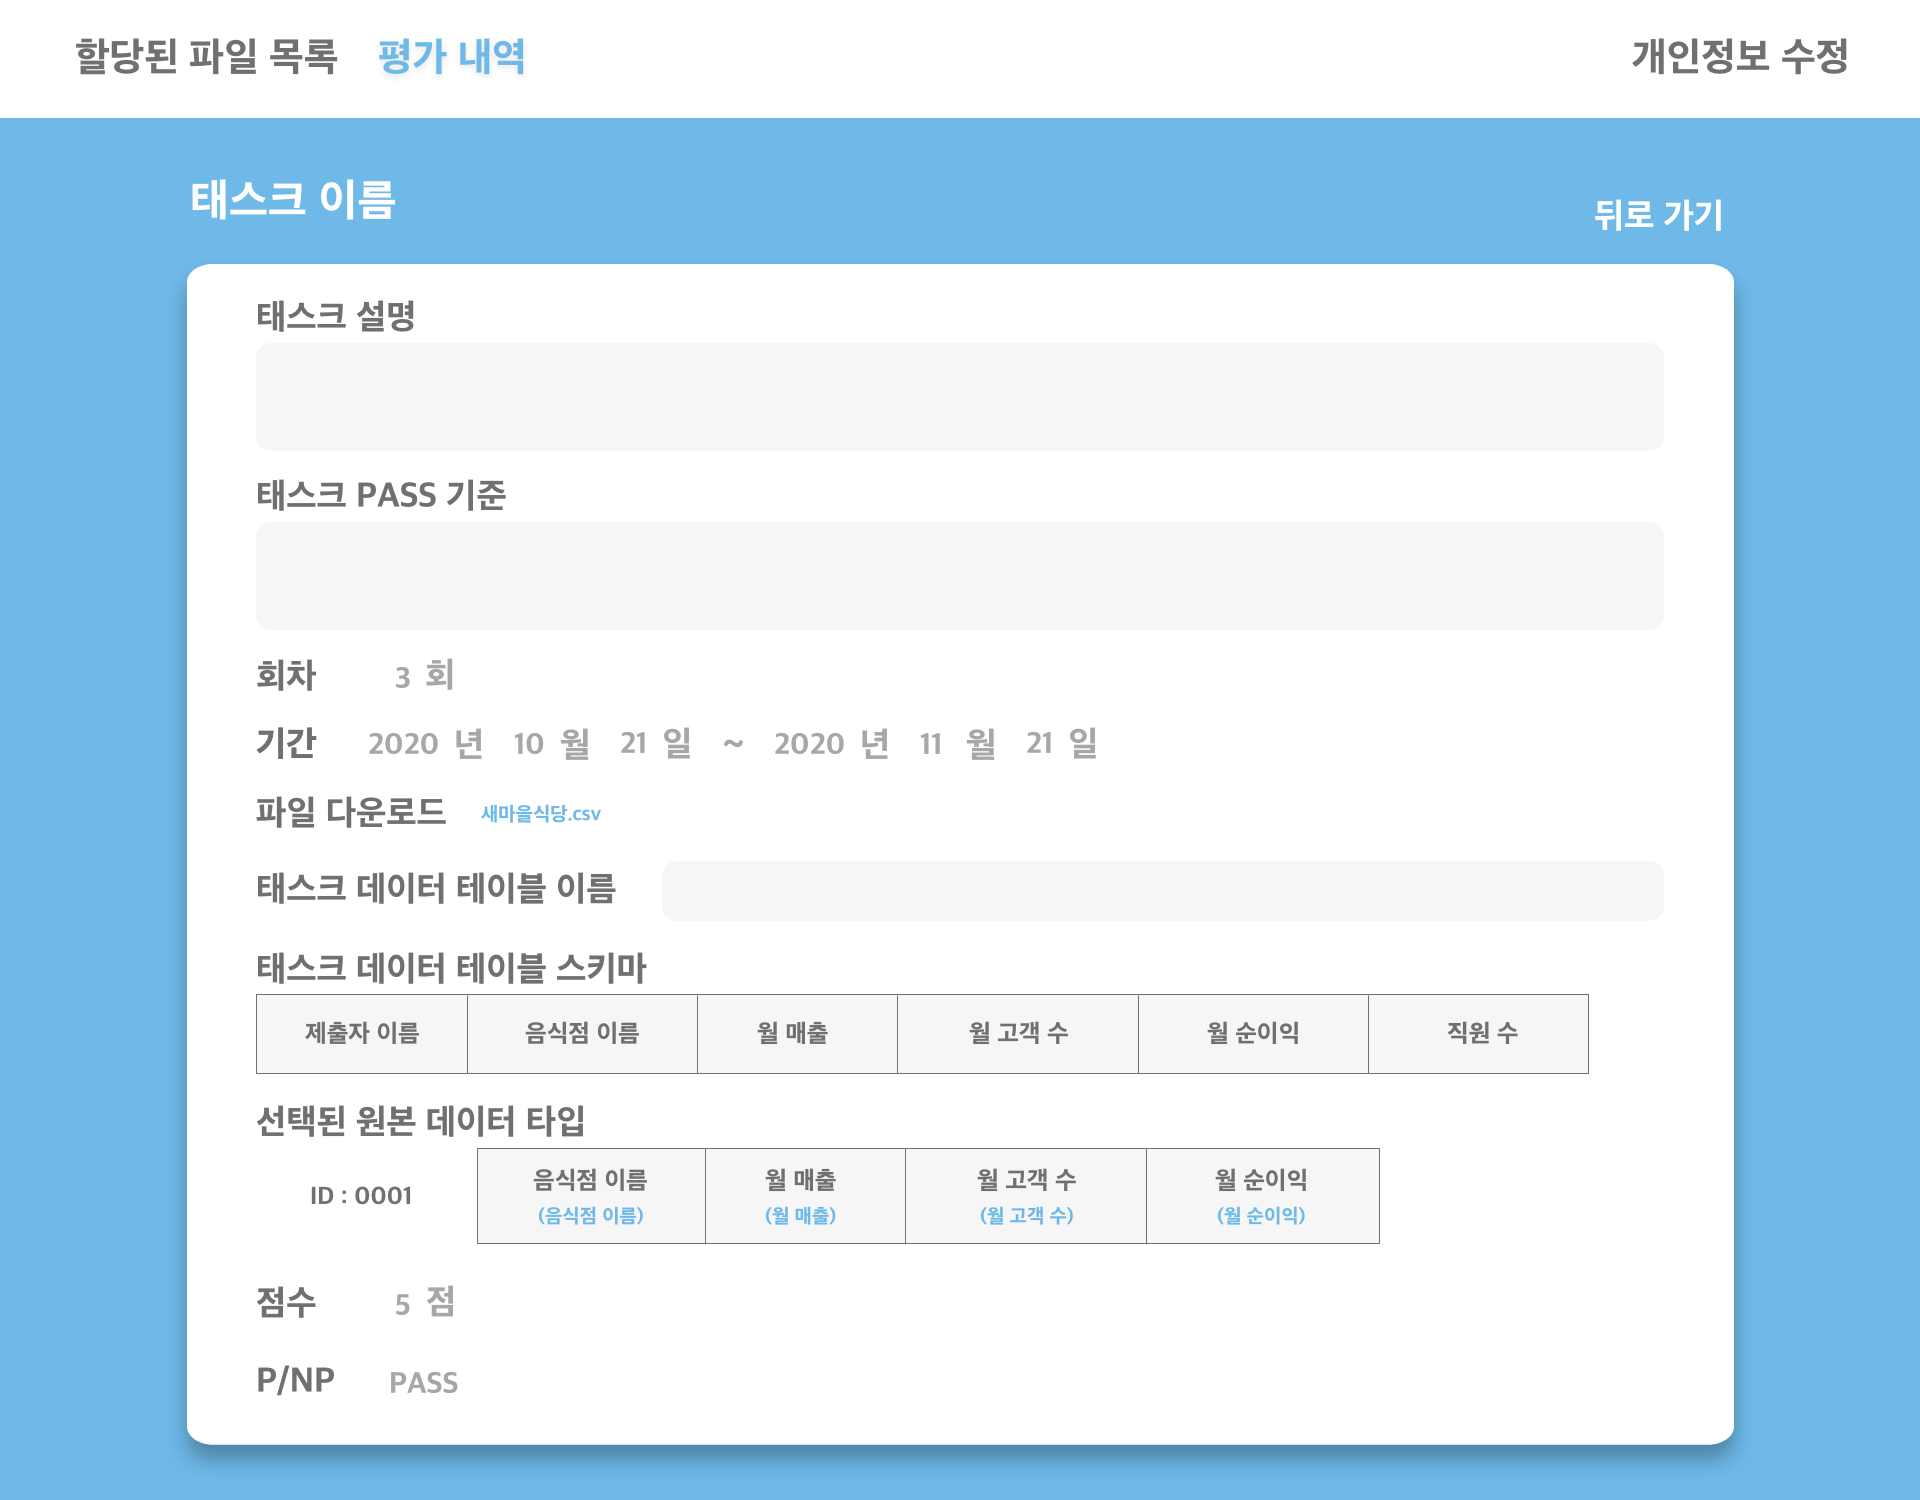 할당된 파일 목록 평가 내역 개인정보 수정
태스크 이름
뒤로 가기
태스크 설명
태스크 PASS 기준
회차 3 회
기간 2020 년 10 월 21 일 ~ 2020 년 11 월 21 일
파일 다운로드 새마을식당.csv
태스크 데이터 테이블 이름
태스크 데이터 테이블 스키마
제출자 이름 음식점 이름 월 매출 월 고객 수 월 순이익 직원 수
선택된 원본 데이터 타입
ID : 0001
음식점 이름 월 매출 월 고객 수 월 순이익
(음식점 이름) (월 매출) (월 고객 수) (월 순이익)
점수 5 점
P/NP PASS